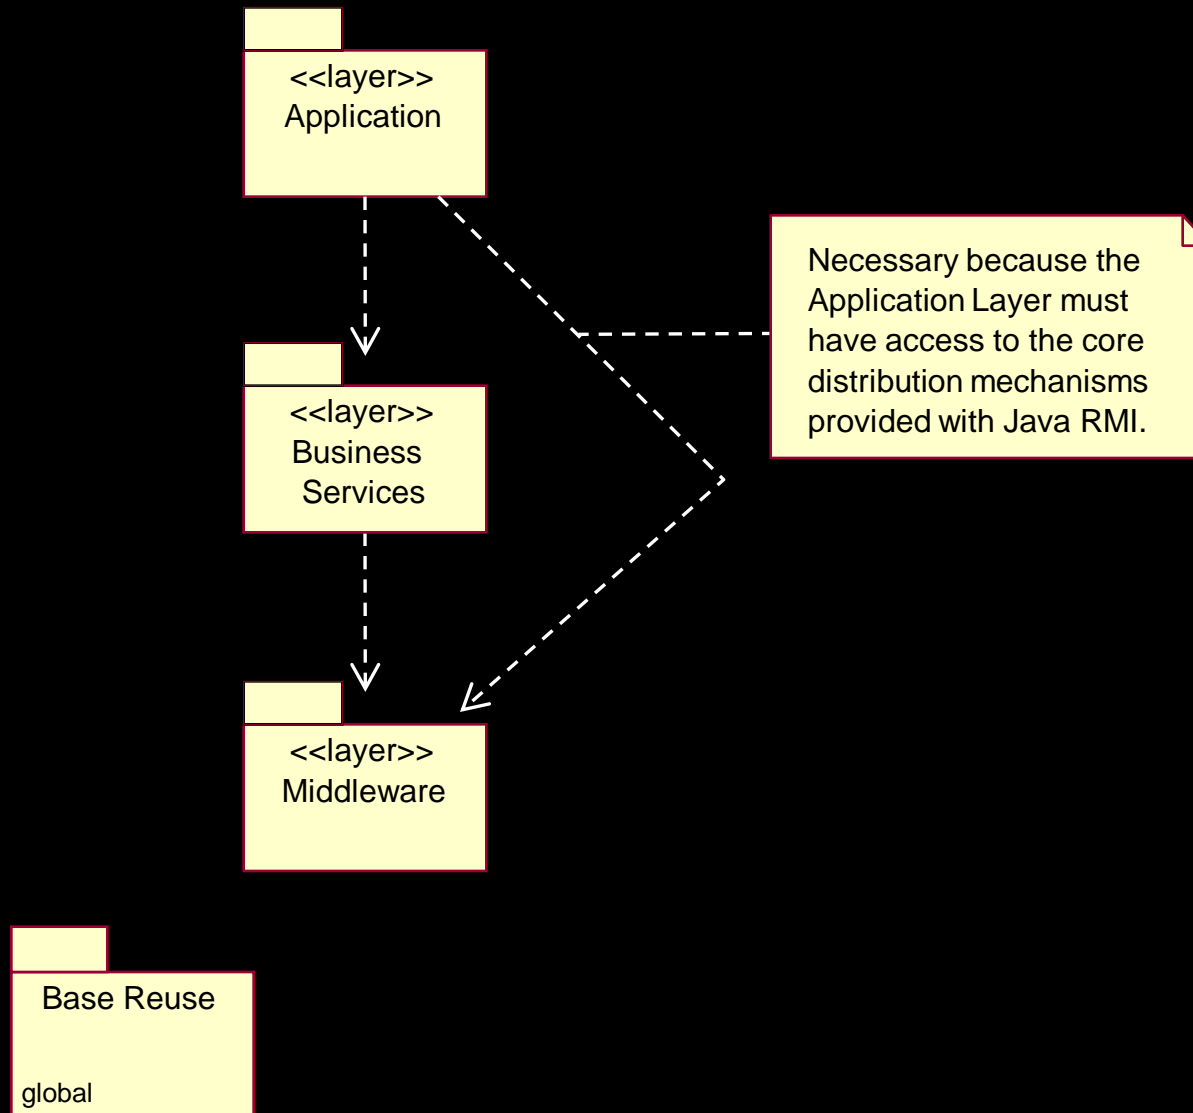 <<layer>>
Application
Necessary because the
Application Layer must
have access to the core
distribution mechanisms
provided with Java RMI.
<<layer>>
Business
Services
<<layer>>
Middleware
Base Reuse
global